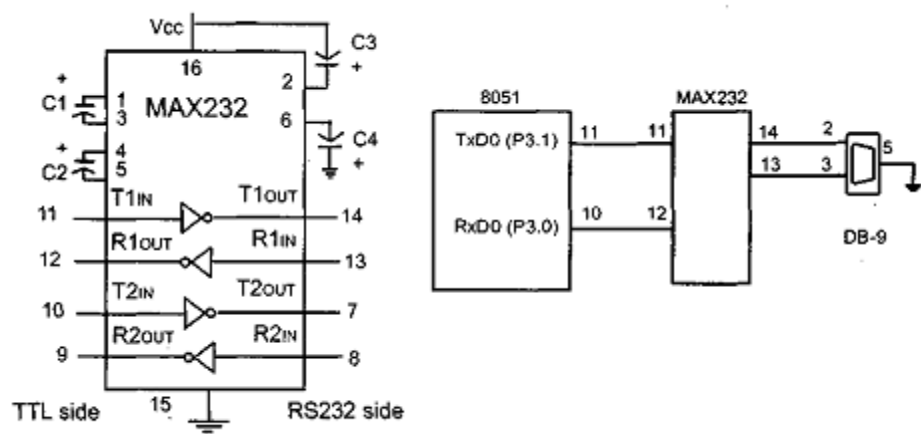 Vcc
C3
+
16
2
+
C1
1
3
MAX232
6
C4
+
+
C2
4
5
T1IN
T1OUT
11
14
R1OUT
R1IN
12
13
T2IN
T2OUT
10
7
R2OUT
R2IN
9
8
TTL side
15
RS232 side
8051
MAX232
TxD0 (P3.1)
11
11
14
2
5
13
3
RxD0 (P3.0)
10
12
DB-9